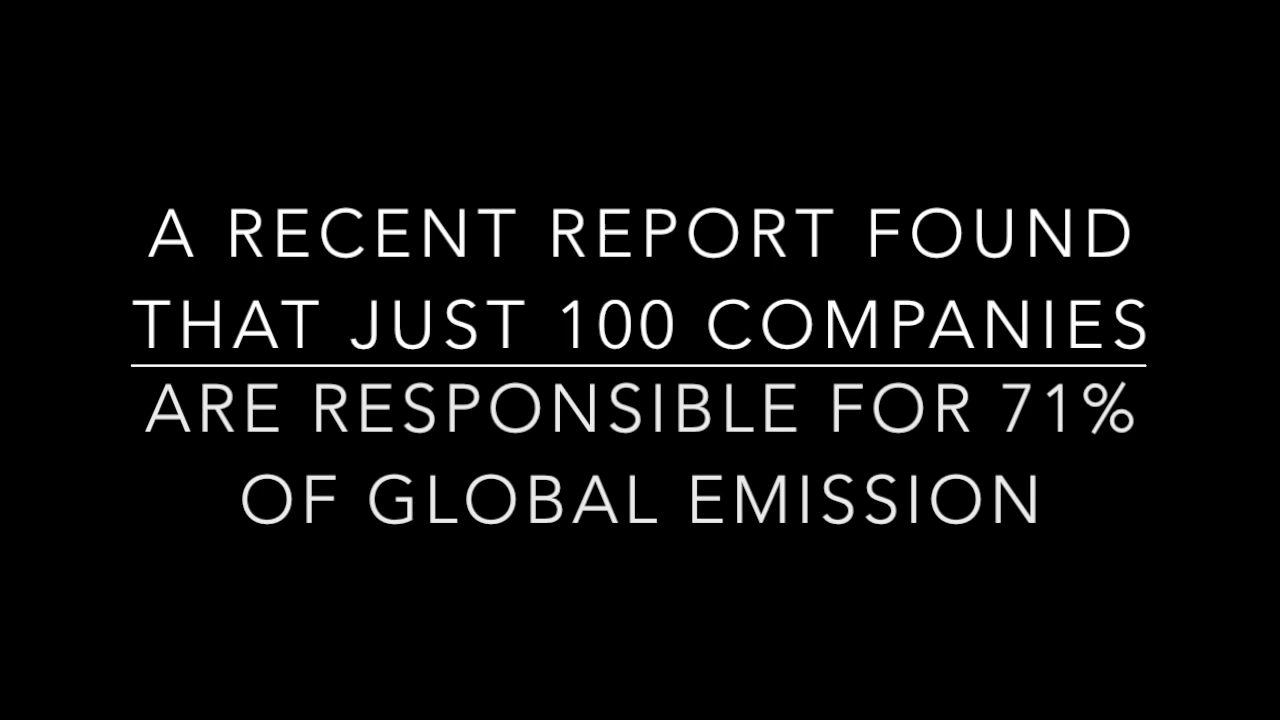 A RECENT REPORT FOUND
THAT JUST 100 COMPANIES
ARE RESPONSIBLE FOR 71%
OF GLOBAL EMISSION